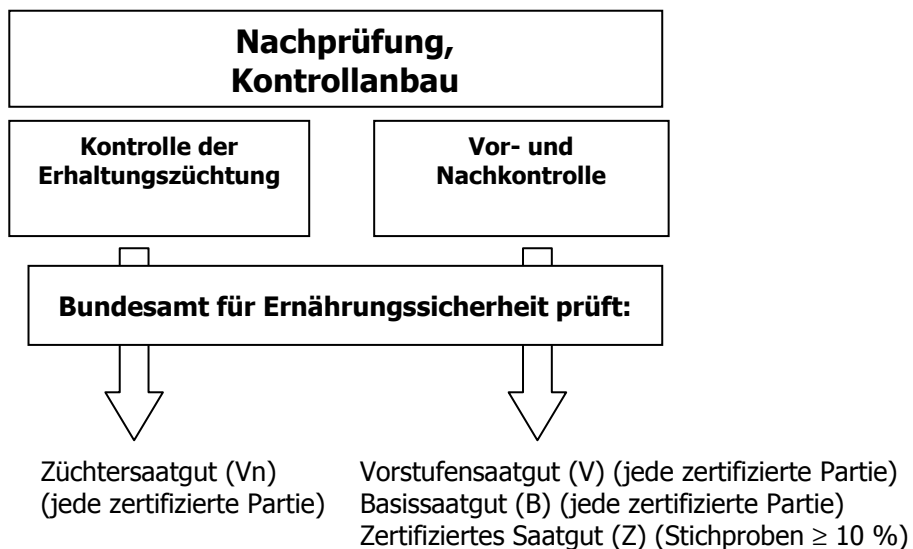 Nachprüfung,
Kontrollanbau
Kontrolle der
Erhaltungszüchtung
Vor- und
Nachkontrolle
Bundesamt für Ernährungssicherheit prüft:
Züchtersaatgut (Vn)
(jede zertifizierte Partie)
Vorstufensaatgut (V) (jede zertifizierte Partie)
Basissaatgut (B) (jede zertifizierte Partie)
Zertifiziertes Saatgut (Z) (Stichproben ≥ 10 %)